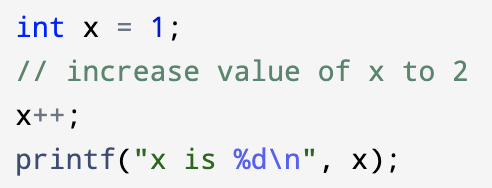 int x = 1;
// increase value of x to 2
x++;
printf("x is %d\n", x);